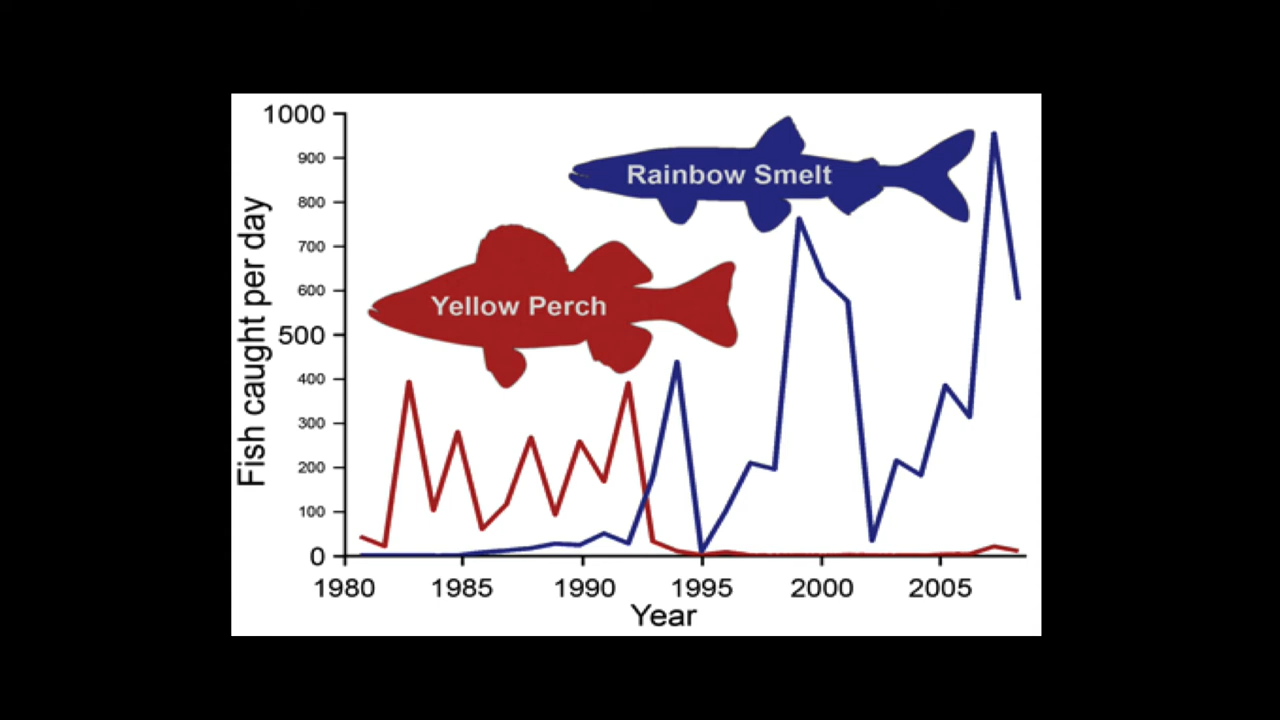 Fish caught per day
1000
900
800
700
600
500
400
300
200
100
0
Rainbow Smelt
Yellow Perch
1980 1985 1990 1995 2000 2005
Year